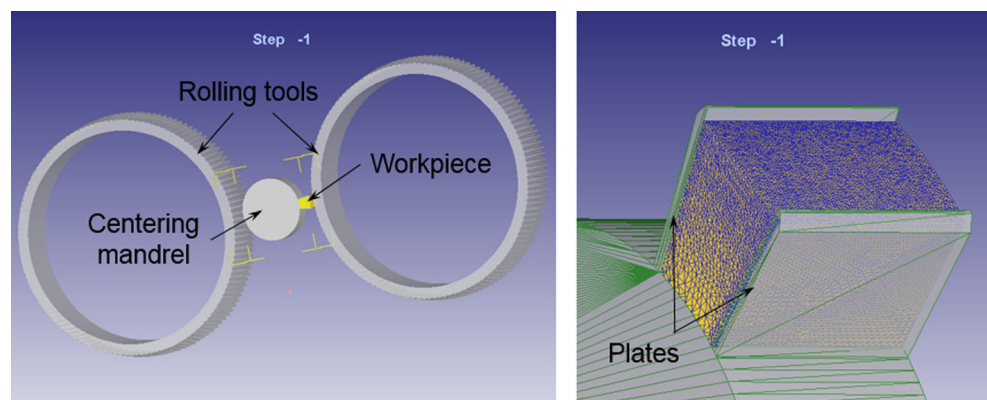 Step -1
Rolling tools
Workpiece
Centering
mandrel
Step -1
Plates